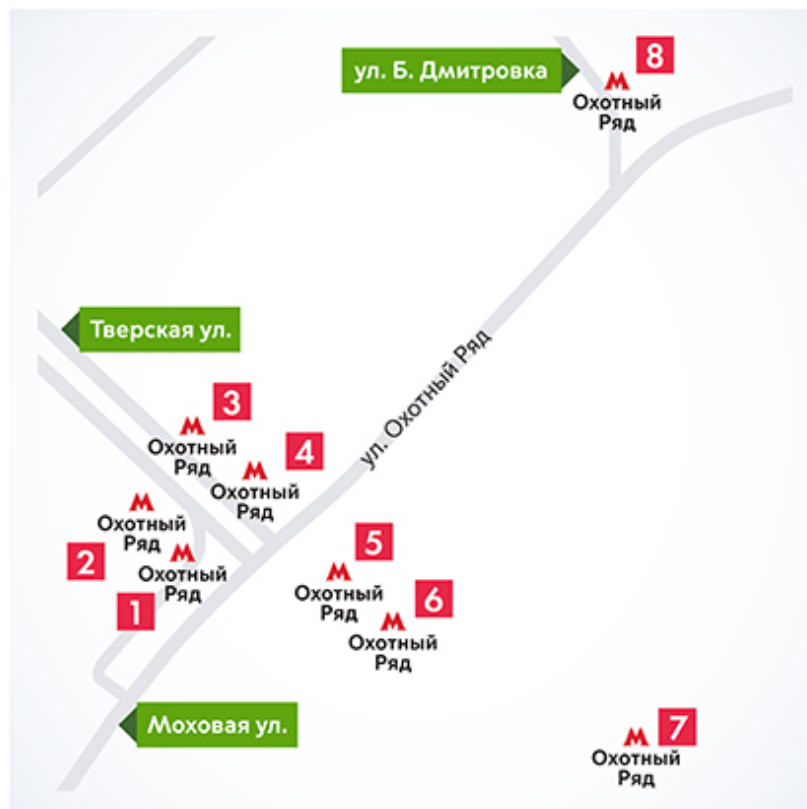 8
ул. Б. Дмитровка
М
Охотный
Ряд
Тверская ул.
ул. Охотный Ряд
3
М
Охотный
Ряд
4
М
Охотный
Ряд
М
Охотный
Ряд
2
М
Охотный
Ряд
1
5
М
Охотный
Ряд
6
М
Охотный
Ряд
Моховая ул.
7
М
Охотный
Ряд